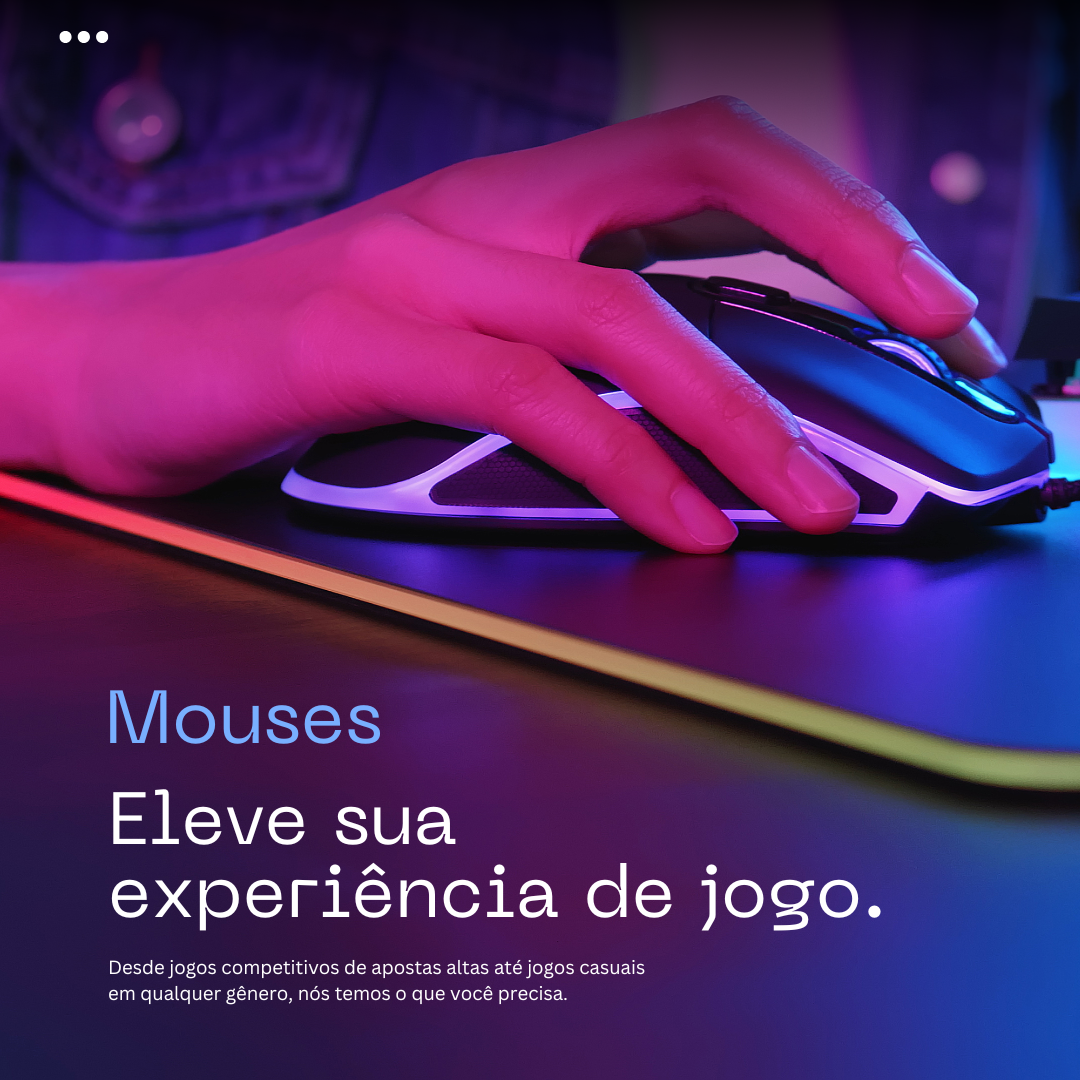 Mouses
Eleve sua
experiência de jogo.
Desde jogos competitivos de apostas altas até jogos casuais
em qualquer gênero, nós temos o que você precisa.